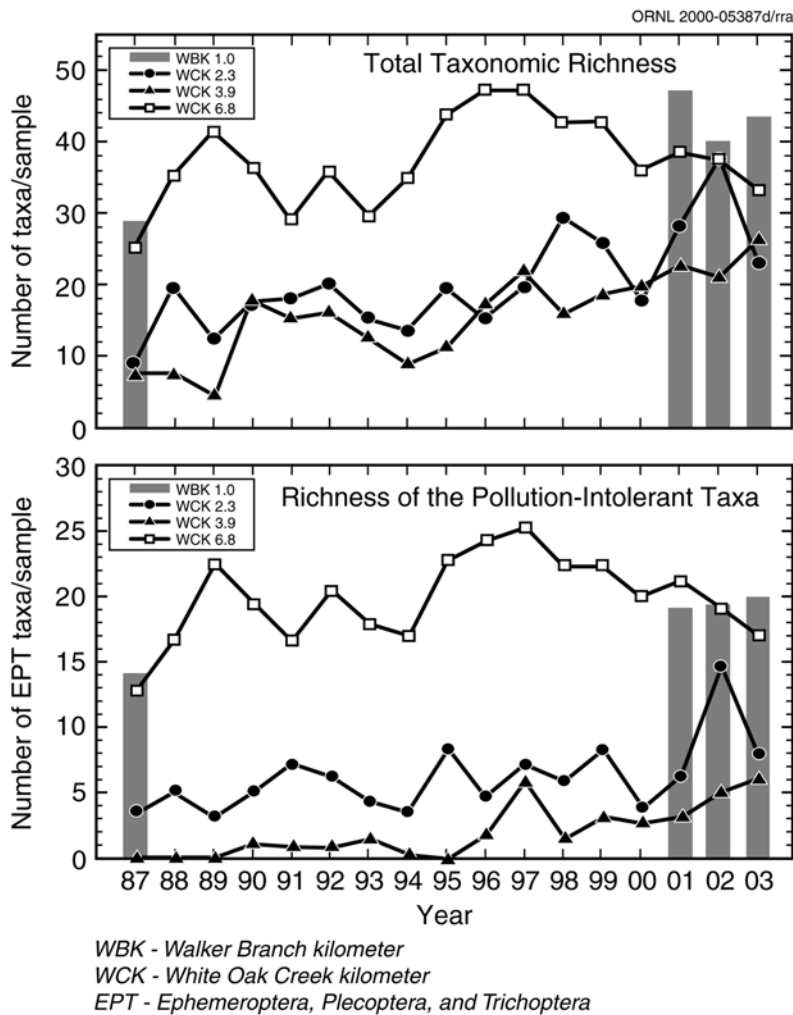 ORNL 2000-05387d/rra
Total Taxonomic Richness
WBK 1.0
WCK 2.3
WCK 3.9
WCK 6.8
Number of taxa/sample
50
40
30
20
10
0
Richness of the Pollution-Intolerant Taxa
WBK 1.0
WCK 2.3
WCK 3.9
WCK 6.8
Number of EPT taxa/sample
30
25
20
15
10
5
0
87 88 89 90 91 92 93 94 95 96 97 98 99 00 01 02 03
Year
WBK - Walker Branch kilometer
WCK - White Oak Creek kilometer
EPT - Ephemeroptera, Plecoptera, and Trichoptera